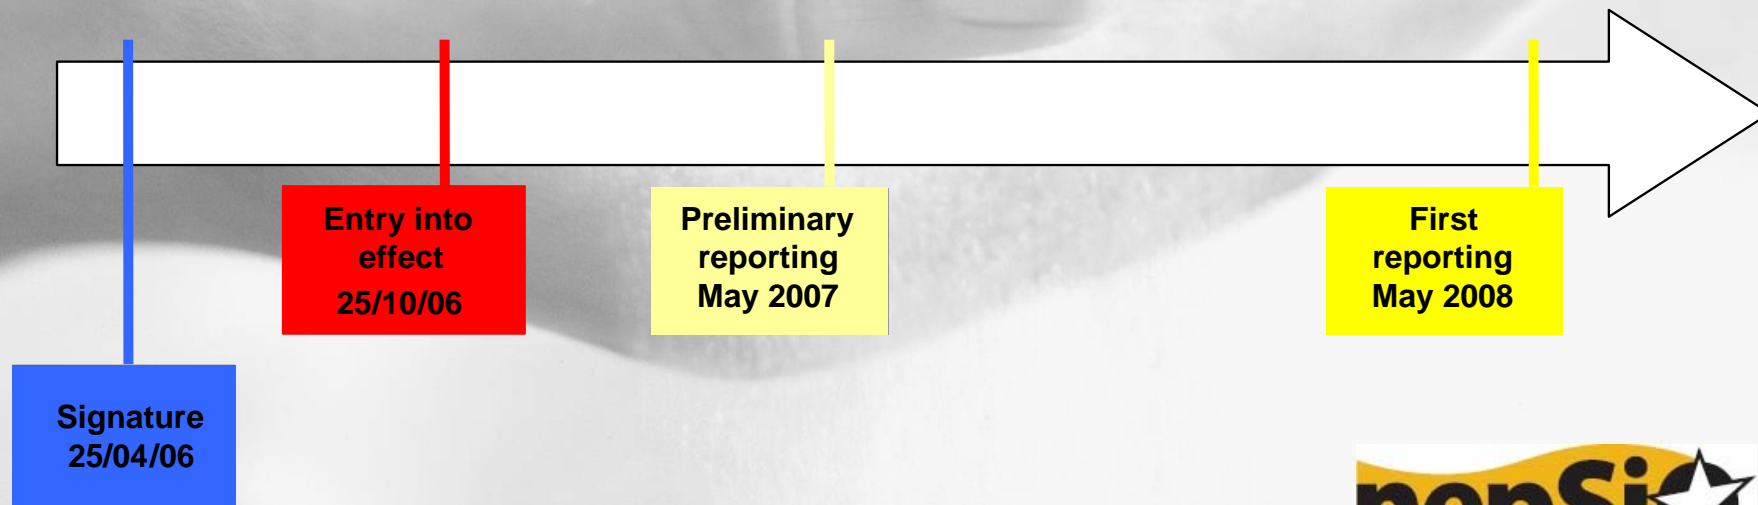 Signature
25/04/06
Entry into
effect
25/10/06
Preliminary
reporting
May 2007
First
reporting
May 2008